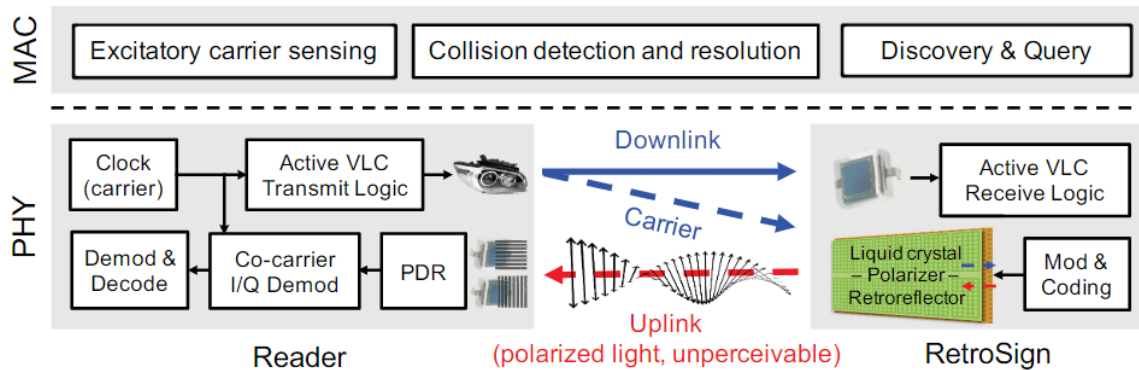 MAC
Excitatory carrier sensing
Collision detection and resolution
Discovery & Query
PHY
Clock
(carrier)
Active VLC
Transmit Logic
Demod &
Decode
Co-carrier
I/Q Demod
PDR
Downlink
Carrier
Uplink
(polarized light, unperceivable)
Active VLC
Receive Logic
Liquid crystal
– Polarizer –
Retroreflector
Mod &
Coding
Reader
RetroSign